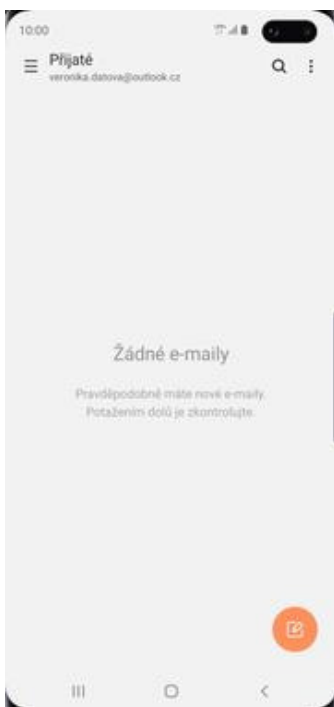 10:00
Přijaté
veronika.datova@outlook.cz
Žádné e-maily
Pravděpodobně máte nové e-maily.
Potažením dolů je zkontrolujte.